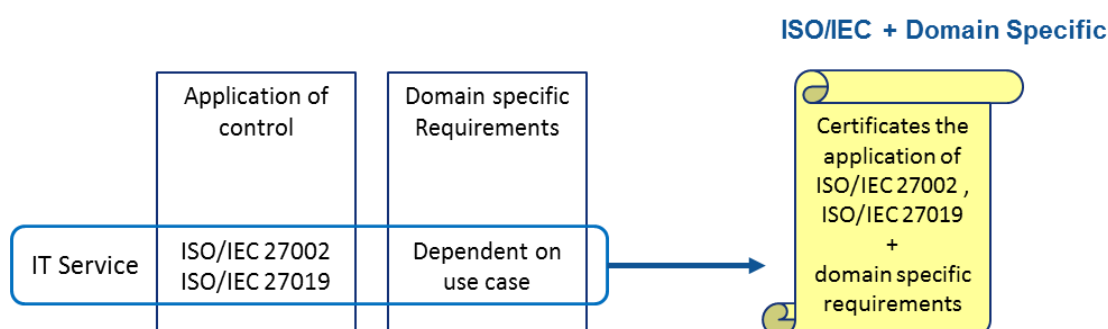 ISO/IEC + Domain Specific
Application of
control
Domain specific
Requirements
IT Service
ISO/IEC 27002
ISO/IEC 27019
Dependent on
use case
Certificates the
application of
ISO/IEC 27002 ,
ISO/IEC 27019
+
domain specific
requirements